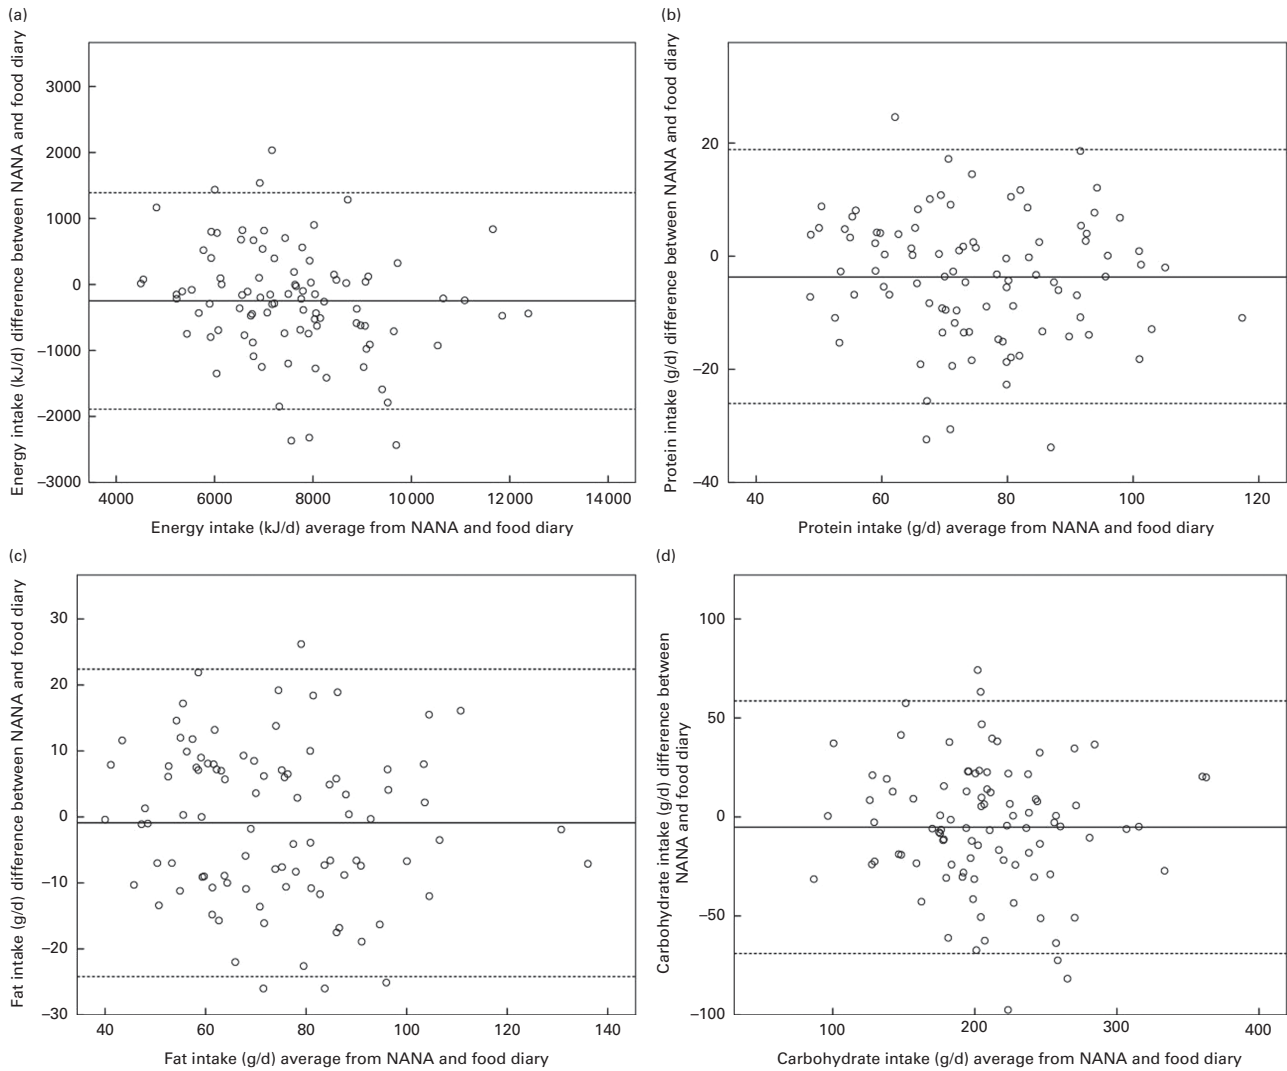 (a)
Energy intake (kJ/d) difference between NANA and food diary
3000
2000
1000
0
–1000
–2000
–3000
4000 6000 8000 10 000 12 000 14 000
Energy intake (kJ/d) average from NANA and food diary
(b)
Protein intake (g/d) difference between NANA and food diary
20
0
–20
–40
40 60 80 100 120
Protein intake (g/d) average from NANA and food diary
(c)
Fat intake (g/d) difference between NANA and food diary
30
20
10
0
–10
–20
–30
40 60 80 100 120 140
Fat intake (g/d) average from NANA and food diary
(d)
Carbohydrate intake (g/d) difference between
NANA and food diary
100
50
0
–50
–100
100 200 300 400
Carbohydrate intake (g/d) average from NANA and food diary